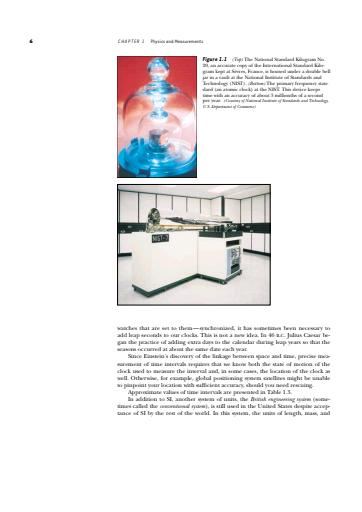 6
CHAPTER 1 Physics and Measurements
Figure 1.1 (Top) The National Standard Kilogram No.
20, an accurate copy of the International Standard Kilo-
gram kept at Sèvres, France, is housed under a double bell
jar in a vault at the National Institute of Standards and
Technology (NIST). (Bottom) The primary frequency stan-
dard (an atomic clock) at the NIST. This device keeps
time with an accuracy of about 3 millionths of a second
per year. (Courtesy of National Institute of Standards and Technology,
U.S. Department of Commerce)
NIST-7
watches that are set to them—synchronized, it has sometimes been necessary to
add leap seconds to our clocks. This is not a new idea. In 46 B.C. Julius Caesar be-
gan the practice of adding extra days to the calendar during leap years so that the
seasons occurred at about the same date each year.
Since Einstein's discovery of the linkage between space and time, precise mea-
surement of time intervals requires that we know both the state of motion of the
clock used to measure the interval and, in some cases, the location of the clock as
well. Otherwise, for example, global positioning system satellites might be unable
to pinpoint your location with sufficient accuracy, should you need rescuing.
Approximate values of time intervals are presented in Table 1.3.
In addition to SI, another system of units, the British engineering system (some-
times called the conventional system), is still used in the United States despite accep-
tance of SI by the rest of the world. In this system, the units of length, mass, and